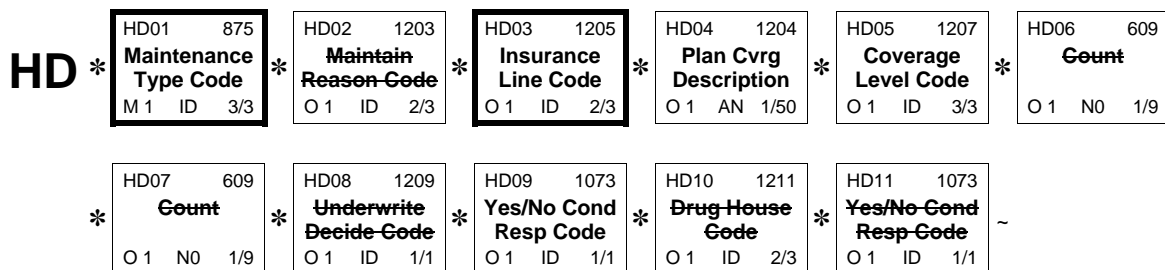 HD * HD01 875 * HD02 1203 * HD03 1205 * HD04 1204 * HD05 1207 * HD06 609
Maintenance Maintain Insurance Plan Cvrg Coverage Count
Type Code Reason Code Line Code Description Level Code
M 1 ID 3/3 O 1 ID 2/3 O 1 ID 2/3 O 1 AN 1/50 O 1 ID 3/3 O 1 N0 1/9
* HD07 609 * HD08 1209 * HD09 1073 * HD10 1211 * HD11 1073 ~
Count Underwrite Yes/No Cond Drug House Yes/No Cond
Decide Code Resp Code Code Resp Code
O 1 N0 1/9 O 1 ID 1/1 O 1 ID 1/1 O 1 ID 2/3 O 1 ID 1/1